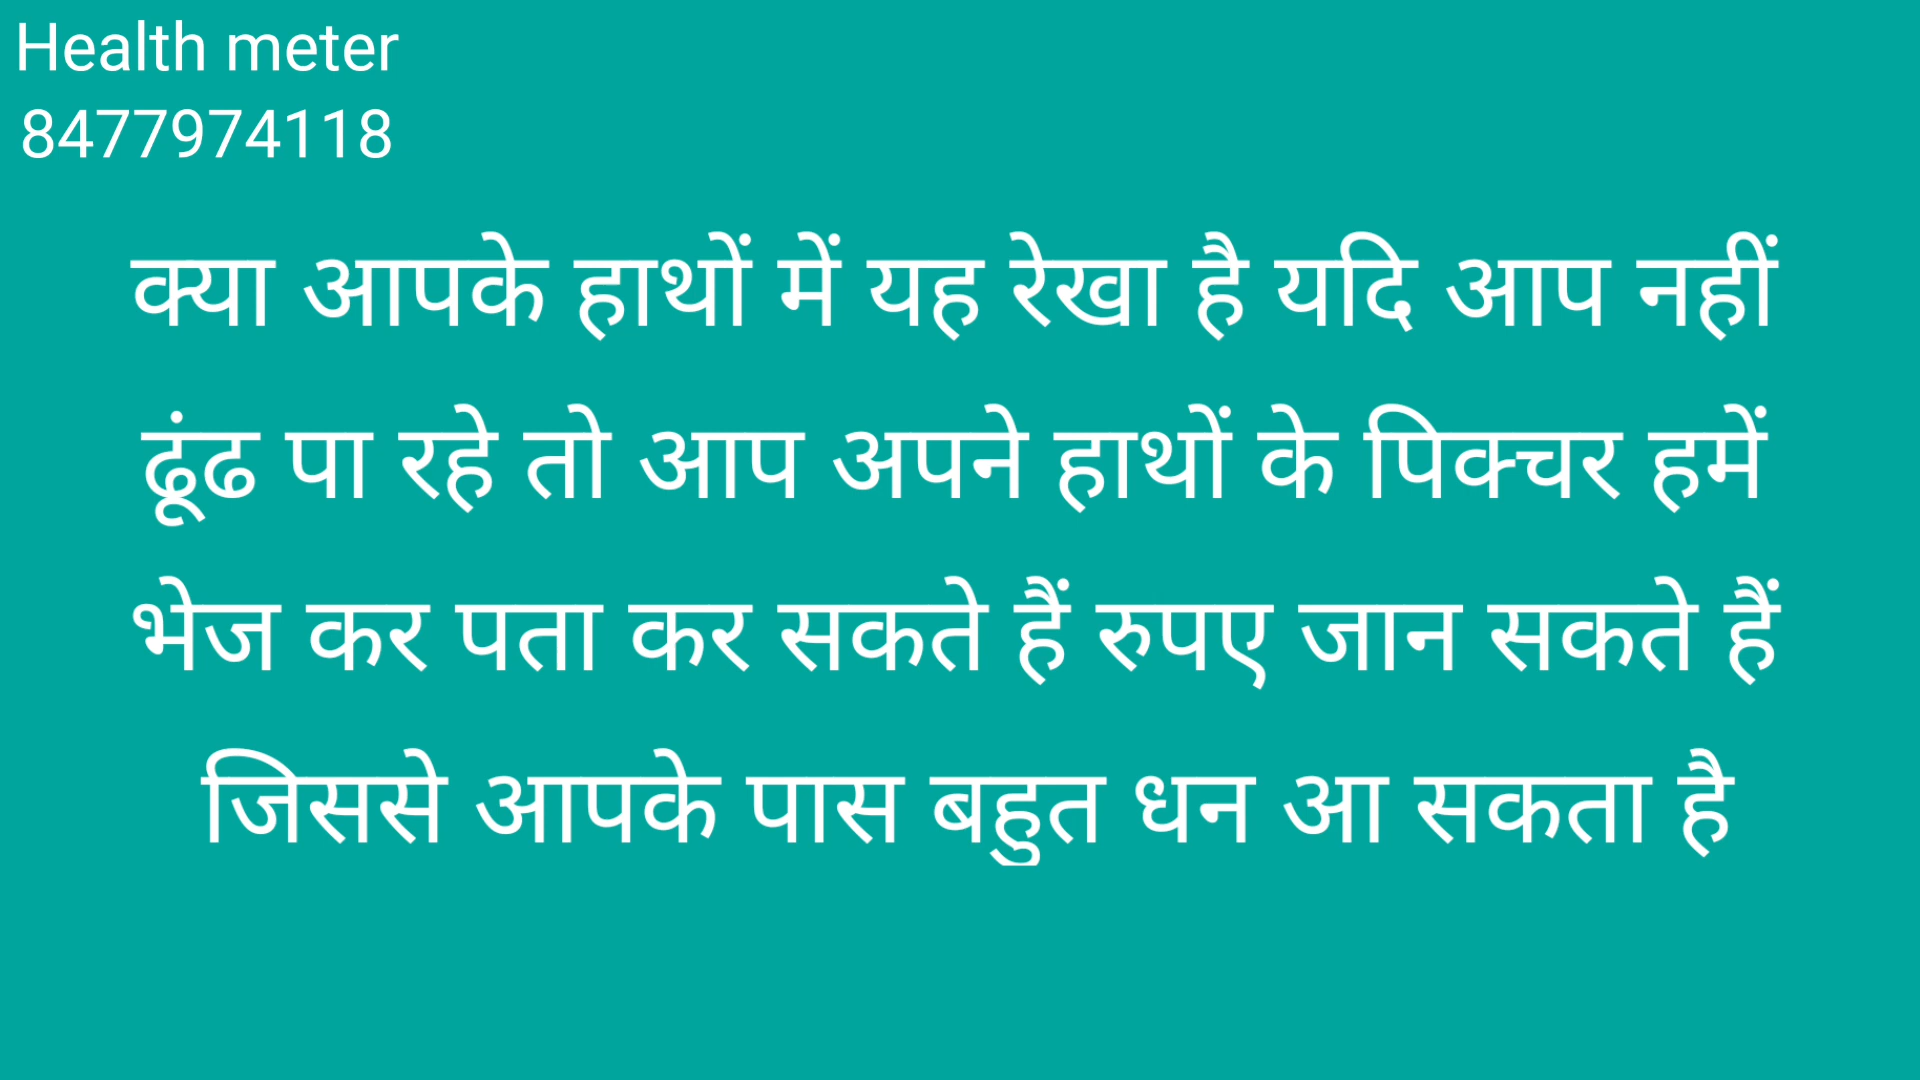 Health meter
8477974118
क्या आपके हाथों में यह रेखा है यदि आप नहीं
ढूंढ पा रहे तो आप अपने हाथों के पिक्चर हमें
भेज कर पता कर सकते हैं रुपए जान सकते हैं
जिससे आपके पास बहुत धन आ सकता है